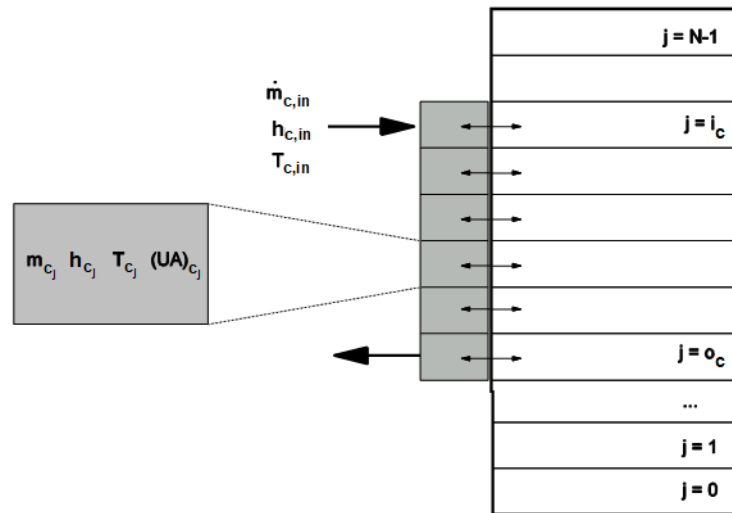 j = N-1
ṁc,in
hc,in
Tc,in
j = ic
mcj hcj Tcj (UA)cj
j = oc
...
j = 1
j = 0